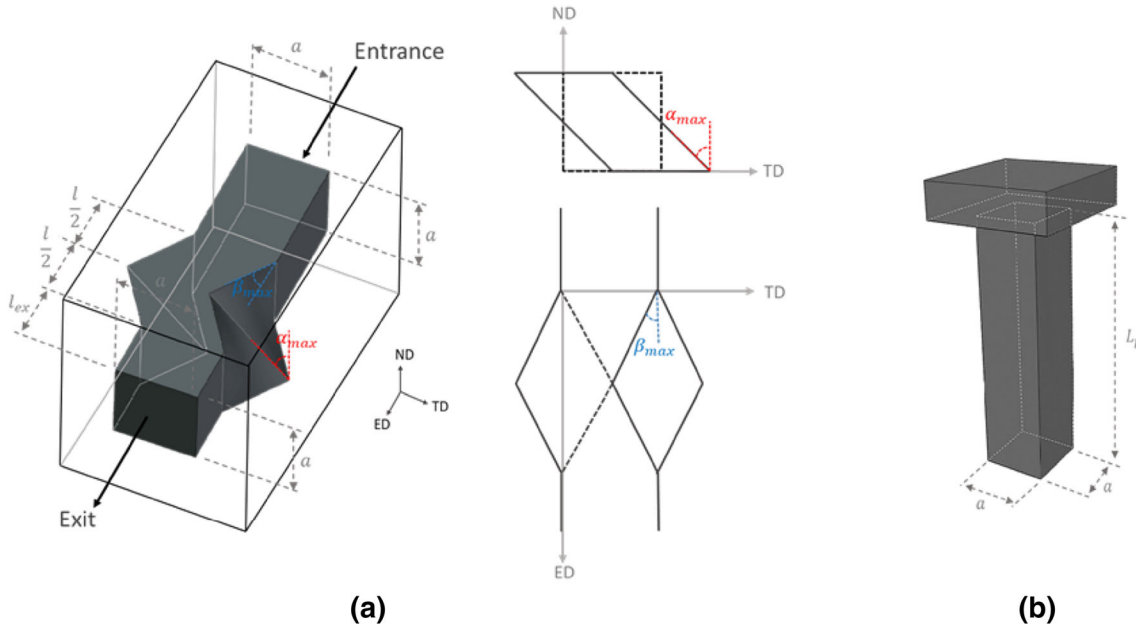 a
Entrance
l/2
l/2
l_ex
a
a
β_max
α_max
ND
TD
ED
a
Exit
ND
α_max
TD
TD
β_max
ED
a
a
(a)
(b)